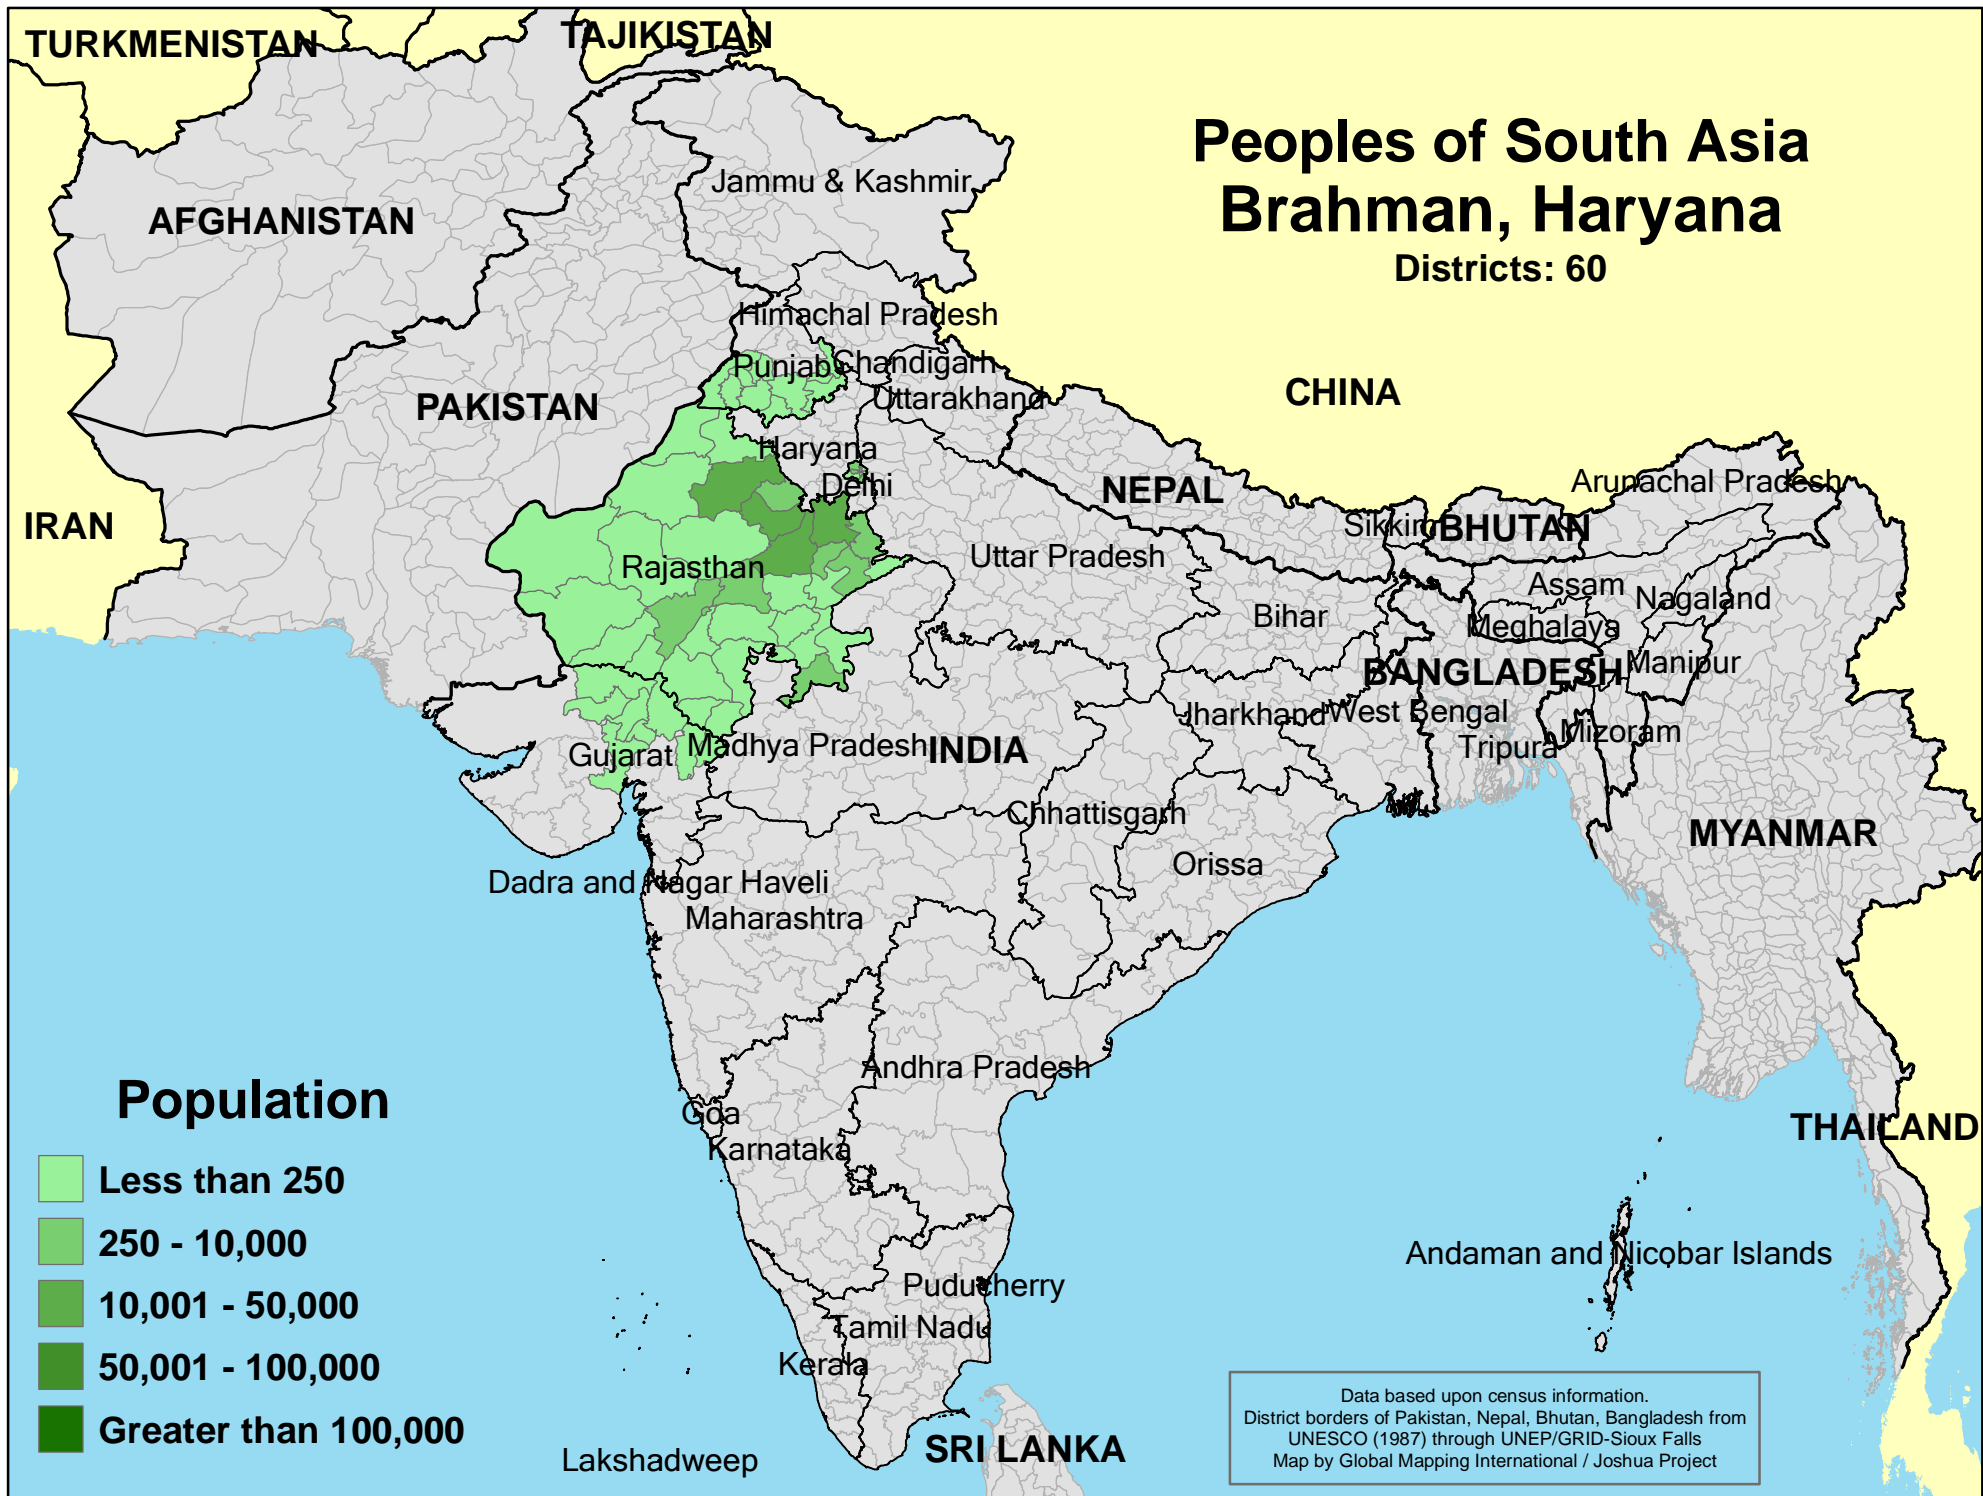 TURKMENISTAN
TAJIKISTAN
Peoples of South Asia
Brahman, Haryana
Districts: 60
Jammu & Kashmir
AFGHANISTAN
Himachal Pradesh
Punjab
Chandigarh
Uttarakhand
CHINA
PAKISTAN
Haryana
Delhi
NEPAL
Arunachal Pradesh
IRAN
Sikkim
BHUTAN
Rajasthan
Uttar Pradesh
Assam
Nagaland
Bihar
Meghalaya
BANGLADESH
Manipur
Jharkhand
West Bengal
Gujarat
Madhya Pradesh
INDIA
Tripura
Mizoram
Chhattisgarh
MYANMAR
Orissa
Dadra and Nagar Haveli
Maharashtra
Andhra Pradesh
Goa
Karnataka
THAILAND
Andaman and Nicobar Islands
Puducherry
Tamil Nadu
Kerala
Lakshadweep
SRI LANKA
Population
Less than 250
250 - 10,000
10,001 - 50,000
50,001 - 100,000
Greater than 100,000
Data based upon census information.
District borders of Pakistan, Nepal, Bhutan, Bangladesh from
UNESCO (1987) through UNEP/GRID-Sioux Falls
Map by Global Mapping International / Joshua Project